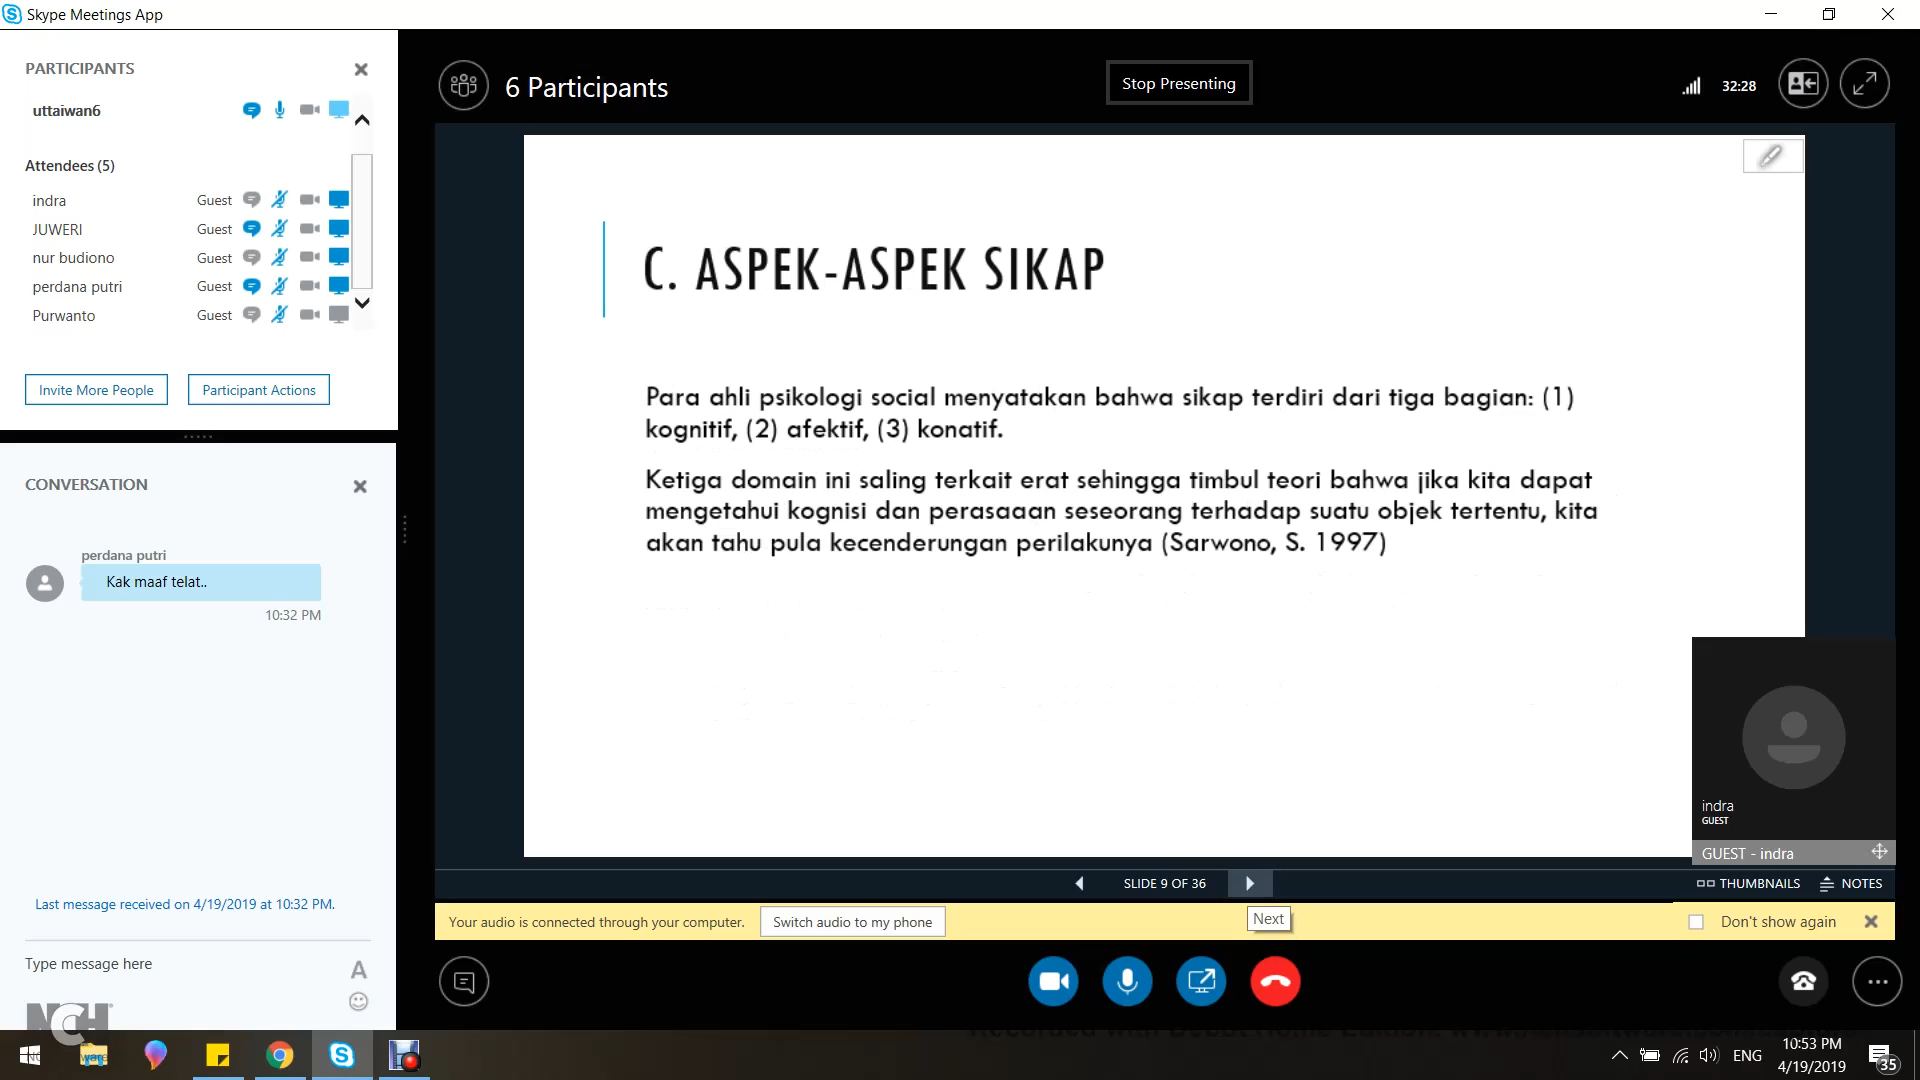 Skype Meetings App
PARTICIPANTS
uttaiwan6
Attendees (5)
indra Guest
JUWERI Guest
nur budiono Guest
perdana putri Guest
Purwanto Guest
Invite More People Participant Actions
CONVERSATION
perdana putri
Kak maaf telat..
10:32 PM
Last message received on 4/19/2019 at 10:32 PM.
Type message here
A
NCH
6 Participants
Stop Presenting
32:28
C. ASPEK-ASPEK SIKAP
Para ahli psikologi social menyatakan bahwa sikap terdiri dari tiga bagian: (1)
kognitif, (2) afektif, (3) konatif.
Ketiga domain ini saling terkait erat sehingga timbul teori bahwa jika kita dapat
mengetahui kognisi dan perasaaan seseorang terhadap suatu objek tertentu, kita
akan tahu pula kecenderungan perilakunya (Sarwono, S. 1997)
indra
GUEST
GUEST - indra
SLIDE 9 OF 36
THUMBNAILS NOTES
Your audio is connected through your computer. Switch audio to my phone
Next
Don't show again
ENG
10:53 PM
4/19/2019
35